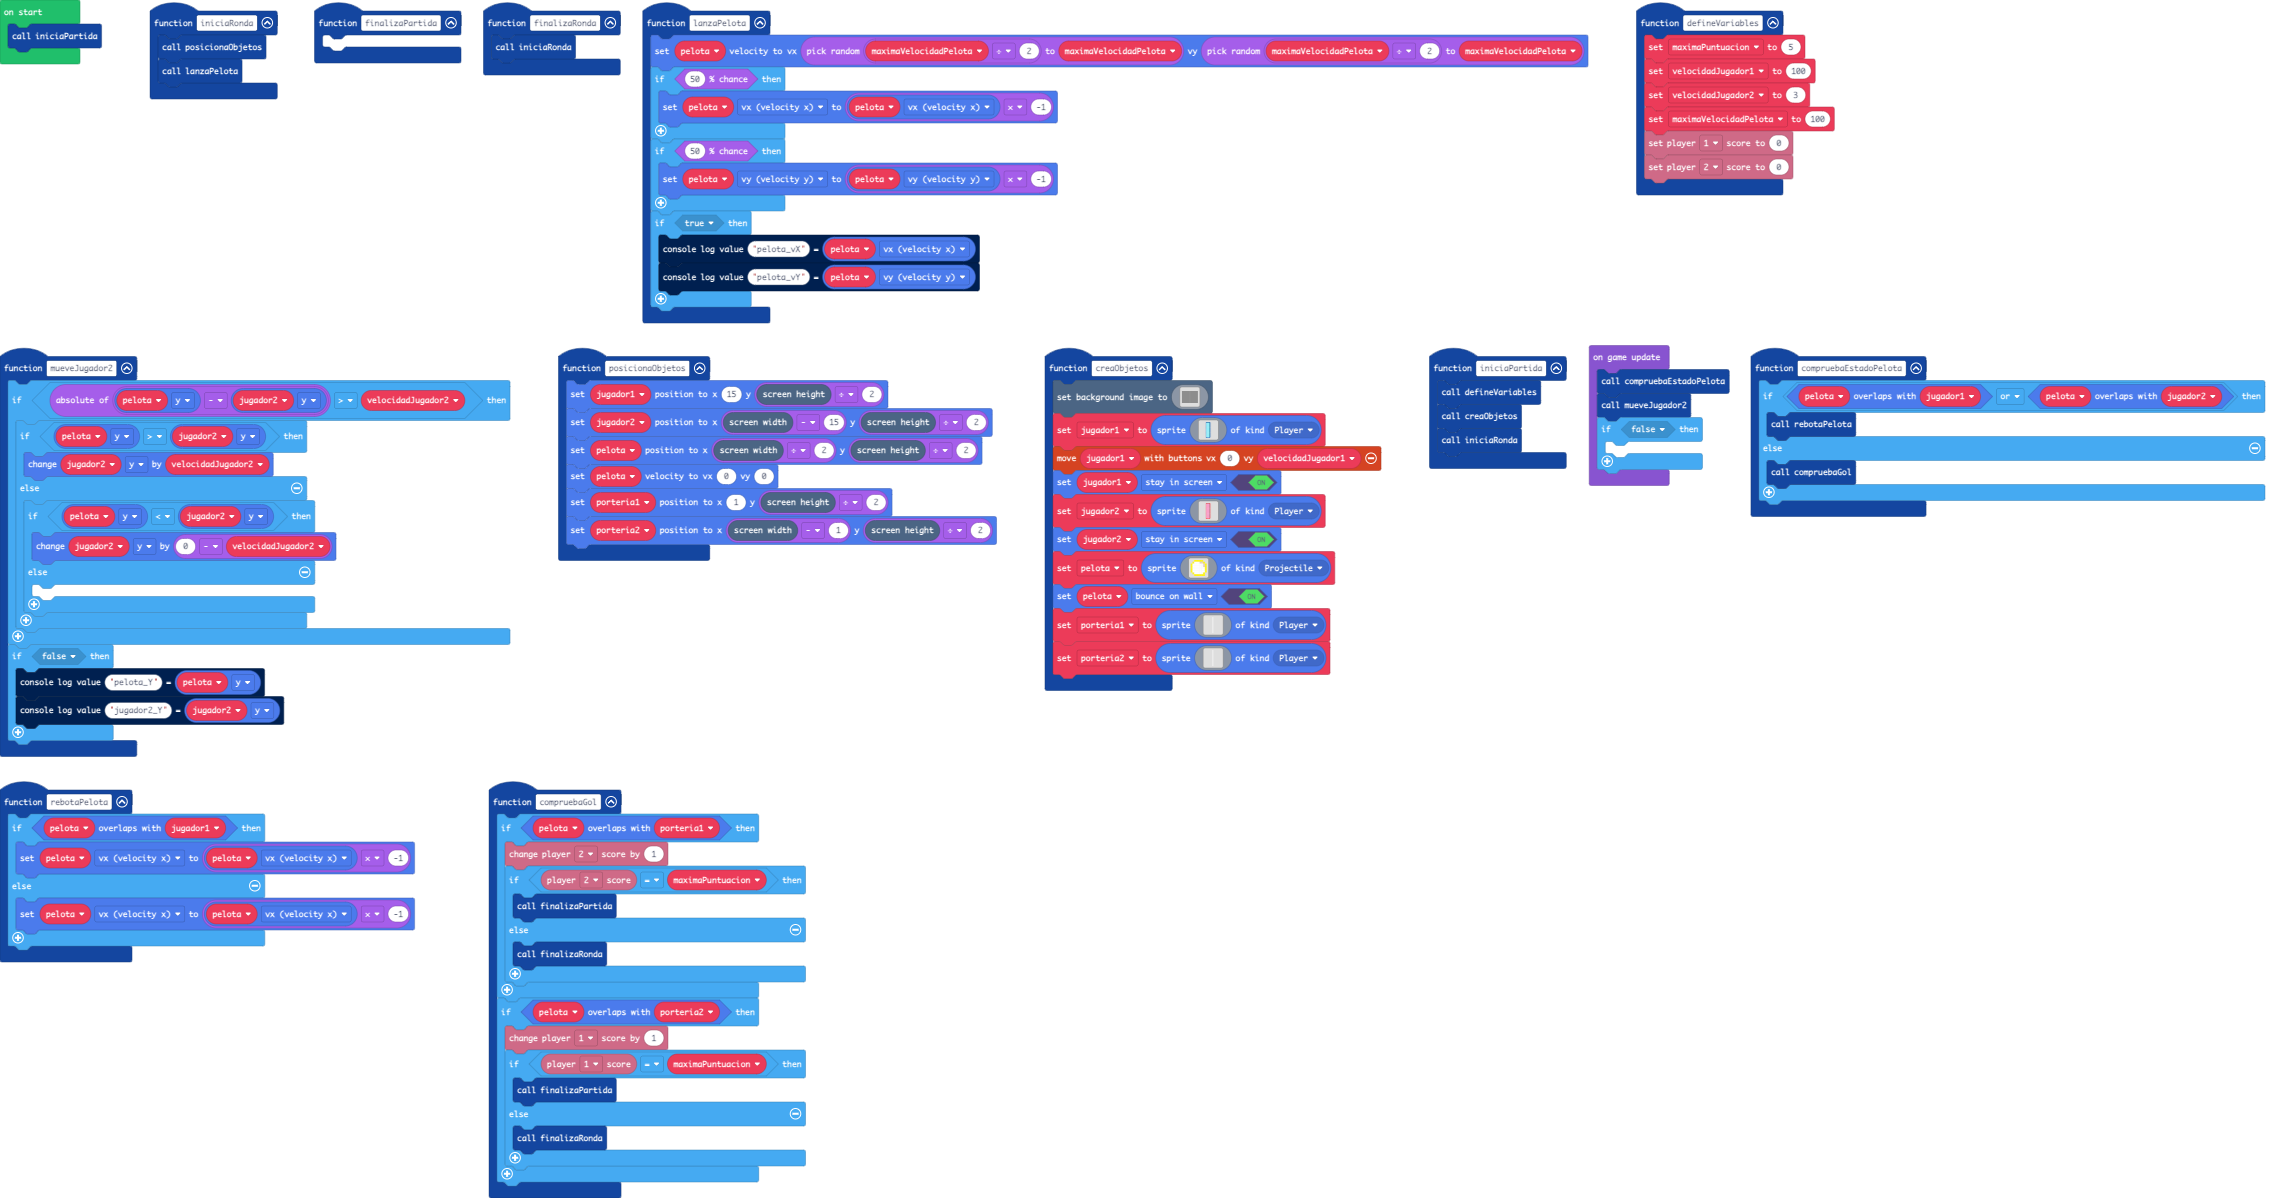 on start
call iniciaPartida
function iniciaRonda
call posicionaObjetos
call lanzaPelota
function finalizaPartida
function finalizaRonda
call iniciaRonda
function lanzaPelota
set pelota velocity to vx pick random maximaVelocidadPelota ÷ 2 to maximaVelocidadPelota vy pick random maximaVelocidadPelota ÷ 2 to maximaVelocidadPelota
if 50 % chance then
set pelota vx (velocity x) to pelota vx (velocity x) × -1
if 50 % chance then
set pelota vy (velocity y) to pelota vy (velocity y) × -1
if true then
console log value "pelota_vX" = pelota vx (velocity x)
console log value "pelota_vY" = pelota vy (velocity y)
function defineVariables
set maximaPuntuacion to 5
set velocidadJugador1 to 100
set velocidadJugador2 to 3
set maximaVelocidadPelota to 100
set player 1 score to 0
set player 2 score to 0
function mueveJugador2
if absolute of pelota y - jugador2 y > velocidadJugador2 then
if pelota y > jugador2 y then
change jugador2 y by velocidadJugador2
else
if pelota y < jugador2 y then
change jugador2 y by 0 - velocidadJugador2
else
if false then
console log value "pelota_Y" = pelota y
console log value "jugador2_Y" = jugador2 y
function posicionaObjetos
set jugador1 position to x 15 y screen height ÷ 2
set jugador2 position to x screen width - 15 y screen height ÷ 2
set pelota position to x screen width ÷ 2 y screen height ÷ 2
set pelota velocity to vx 0 vy 0
set porteria1 position to x 1 y screen height ÷ 2
set porteria2 position to x screen width - 1 y screen height ÷ 2
function creaObjetos
set background image to
set jugador1 to sprite of kind Player
move jugador1 with buttons vx 0 vy velocidadJugador1
set jugador1 stay in screen ON
set jugador2 to sprite of kind Player
set jugador2 stay in screen ON
set pelota to sprite of kind Projectile
set pelota bounce on wall ON
set porteria1 to sprite of kind Player
set porteria2 to sprite of kind Player
function iniciaPartida
call defineVariables
call creaObjetos
call iniciaRonda
on game update
call compruebaEstadoPelota
call mueveJugador2
if false then
function compruebaEstadoPelota
if pelota overlaps with jugador1 or pelota overlaps with jugador2 then
call rebotaPelota
else
call compruebaGol
function rebotaPelota
if pelota overlaps with jugador1 then
set pelota vx (velocity x) to pelota vx (velocity x) × -1
else
set pelota vx (velocity x) to pelota vx (velocity x) × -1
function compruebaGol
if pelota overlaps with porteria1 then
change player 2 score by 1
if player 2 score = maximaPuntuacion then
call finalizaPartida
else
call finalizaRonda
if pelota overlaps with porteria2 then
change player 1 score by 1
if player 1 score = maximaPuntuacion then
call finalizaPartida
else
call finalizaRonda